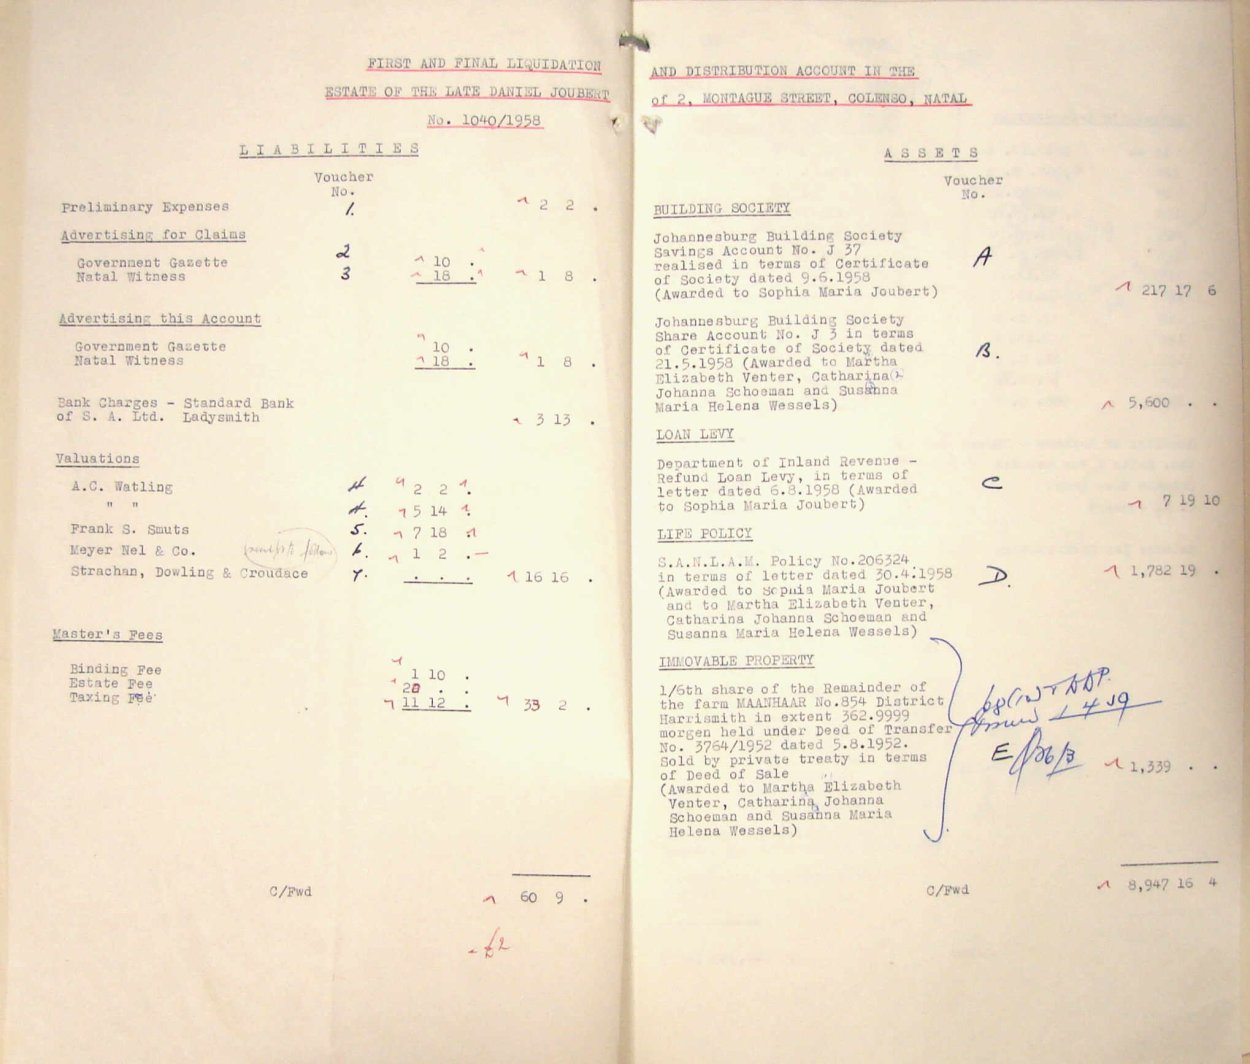 FIRST AND FINAL LIQUIDATION
ESTATE OF THE LATE DANIEL JOUBERT
No. 1040/1958
L I A B I L I T I E S
Voucher
No.
Preliminary Expenses 1. 2 2 .
Advertising for Claims
Government Gazette 2 10 .
Natal Witness 3 18 . 1 8 .
Advertising this Account
Government Gazette 10 .
Natal Witness 18 . 1 8 .
Bank Charges - Standard Bank
of S. A. Ltd. Ladysmith 3 13 .
Valuations
A.C. Watling 4 2 2 .
" " 4. 5 14 .
Frank S. Smuts 5. 7 18
Meyer Nel & Co. 6. 1 2 .
Strachan, Dowling & Croudace 7. . . . 16 16 .
Master's Fees
Binding Fee 1 10 .
Estate Fee 20 . .
Taxing Fee 11 12 . 33 2 .
C/Fwd 60 9 .
£2
AND DISTRIBUTION ACCOUNT IN THE
of 2, MONTAGUE STREET, COLENSO, NATAL
A S S E T S
Voucher
No.
BUILDING SOCIETY
Johannesburg Building Society
Savings Account No. J 37 A
realised in terms of Certificate
of Society dated 9.6.1958
(Awarded to Sophia Maria Joubert) 217 17 6
Johannesburg Building Society
Share Account No. J 3 in terms
of Certificate of Society dated B.
21.5.1958 (Awarded to Martha
Elizabeth Venter, Catharina
Johanna Schoeman and Susanna
Maria Helena Wessels) 5,600 . .
LOAN LEVY
Department of Inland Revenue -
Refund Loan Levy, in terms of
letter dated 6.8.1958 (Awarded C
to Sophia Maria Joubert) 7 19 10
LIFE POLICY
S.A.N.L.A.M. Policy No.206324
in terms of letter dated 30.4.1958 D. 1,782 19 .
(Awarded to Sophia Maria Joubert
and to Martha Elizabeth Venter,
Catharina Johanna Schoeman and
Susanna Maria Helena Wessels)
IMMOVABLE PROPERTY
1/6th share of the Remainder of
the farm MAANHAAR No.854 District
Harrismith in extent 362.9999
morgen held under Deed of Transfer
No. 3764/1952 dated 5.8.1952.
Sold by private treaty in terms E
of Deed of Sale 1,339 . .
(Awarded to Martha Elizabeth
Venter, Catharina Johanna
Schoeman and Susanna Maria
Helena Wessels)
C/Fwd 8,947 16 4